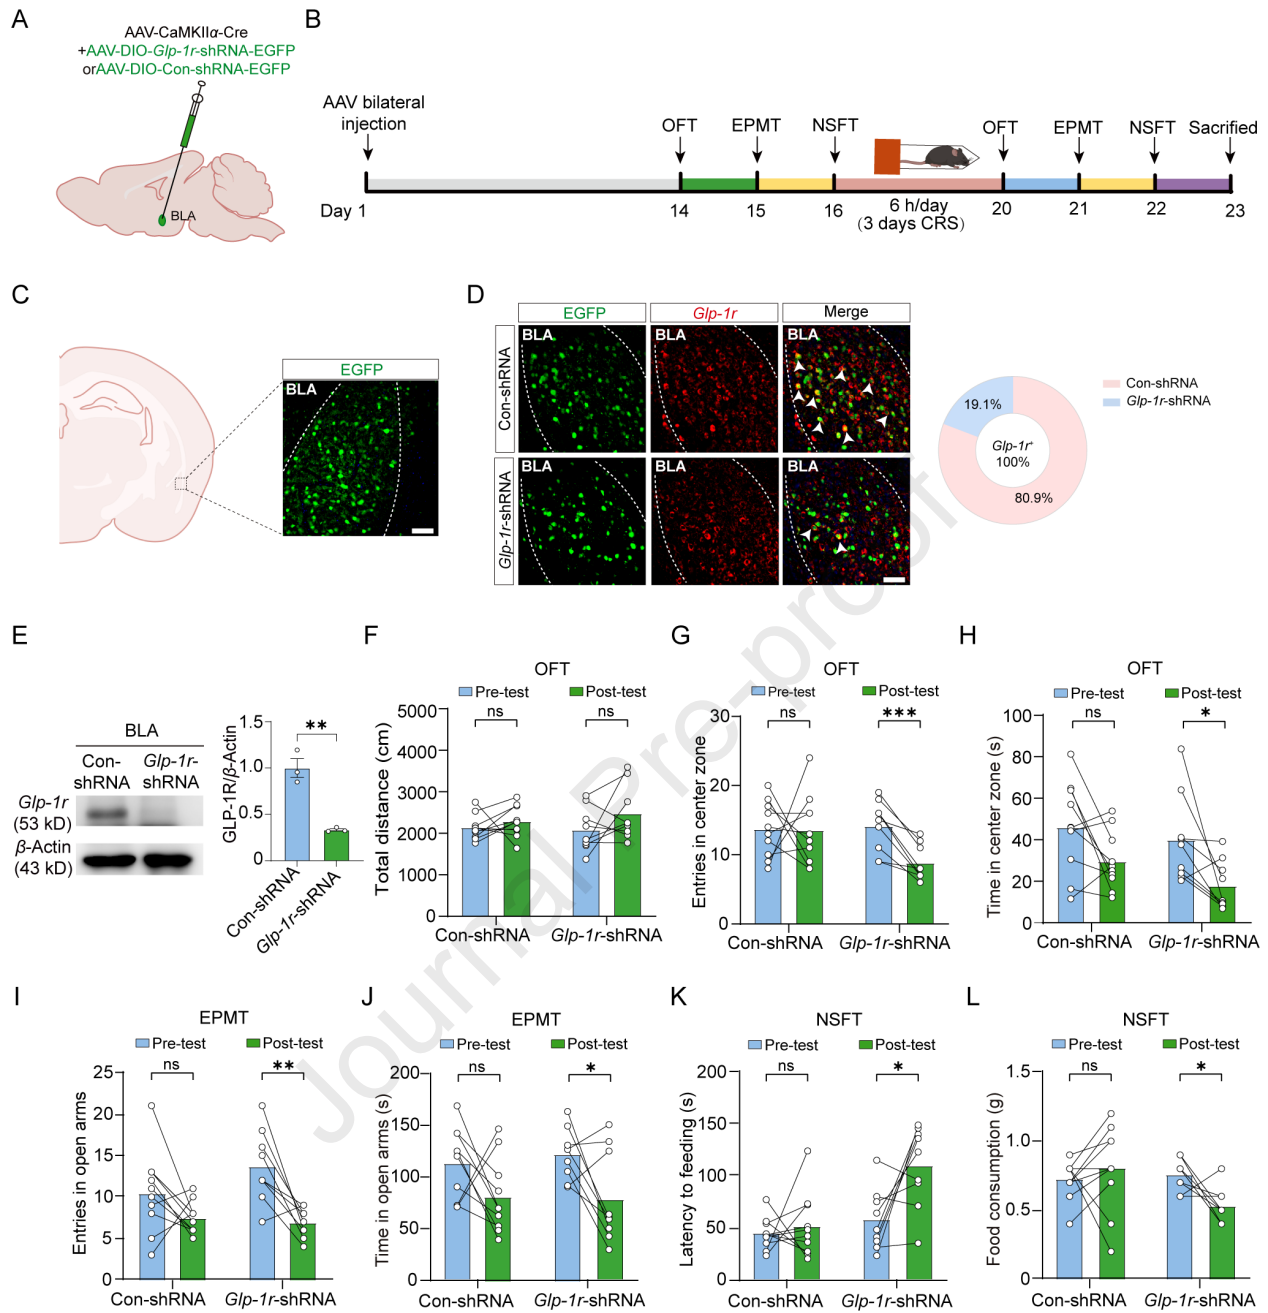 A
AAV-CaMKIIα-Cre
+AAV-DIO-Glp-1r-shRNA-EGFP
orAAV-DIO-Con-shRNA-EGFP
BLA
B
AAV bilateral
injection
OFT
EPMT
NSFT
OFT
EPMT
NSFT
Sacrified
Day 1
14
15
16
6 h/day
(3 days CRS)
20
21
22
23
C
EGFP
BLA
D
EGFP
Glp-1r
Merge
Con-shRNA
BLA
BLA
BLA
Glp-1r-shRNA
BLA
BLA
BLA
19.1%
Glp-1r+
100%
80.9%
Con-shRNA
Glp-1r-shRNA
E
BLA
Con-
shRNA
Glp-1r-
shRNA
Glp-1r
(53 kD)
β-Actin
(43 kD)
GLP-1R/β-Actin
1.5
1.0
0.5
0
**
Con-shRNA
Glp-1r-shRNA
F
OFT
Pre-test
Post-test
ns
ns
Total distance (cm)
5000
4000
3000
2000
1000
0
Con-shRNA
Glp-1r-shRNA
G
OFT
Pre-test
Post-test
ns
***
Entries in center zone
30
20
10
0
Con-shRNA
Glp-1r-shRNA
H
OFT
Pre-test
Post-test
ns
*
Time in center zone (s)
100
80
60
40
20
0
Con-shRNA
Glp-1r-shRNA
I
EPMT
Pre-test
Post-test
ns
**
Entries in open arms
25
20
15
10
5
0
Con-shRNA
Glp-1r-shRNA
J
EPMT
Pre-test
Post-test
ns
*
Time in open arms (s)
200
150
100
50
0
Con-shRNA
Glp-1r-shRNA
K
NSFT
Pre-test
Post-test
ns
*
Latency to feeding (s)
200
150
100
50
0
Con-shRNA
Glp-1r-shRNA
L
NSFT
Pre-test
Post-test
ns
*
Food consumption (g)
1.5
1.0
0.5
0
Con-shRNA
Glp-1r-shRNA
Journal Pre-proof